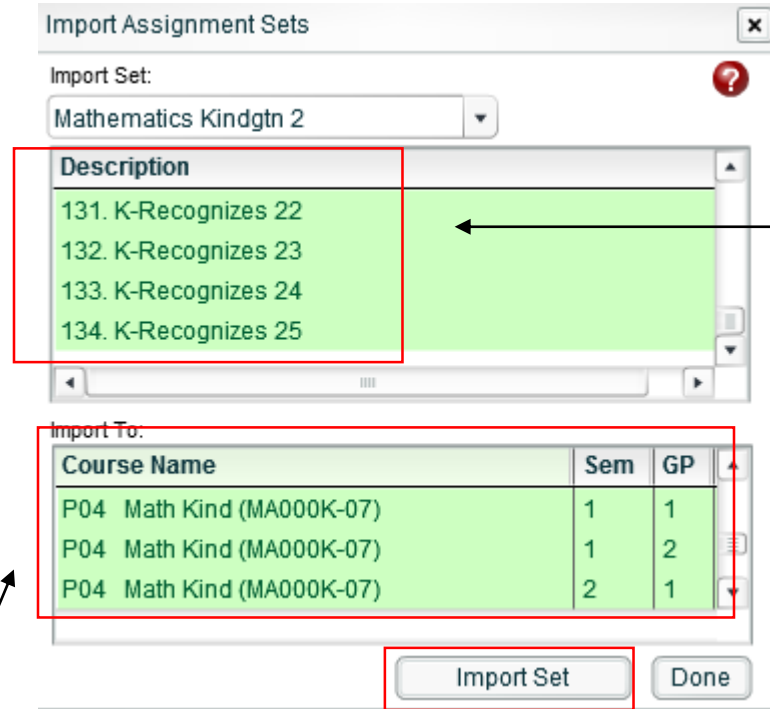 Import Assignment Sets
Import Set:
Mathematics Kindgtn 2
Description
131. K-Recognizes 22
132. K-Recognizes 23
133. K-Recognizes 24
134. K-Recognizes 25
Import To:
Course Name Sem GP
P04 Math Kind (MA000K-07) 1 1
P04 Math Kind (MA000K-07) 1 2
P04 Math Kind (MA000K-07) 2 1
Import Set Done